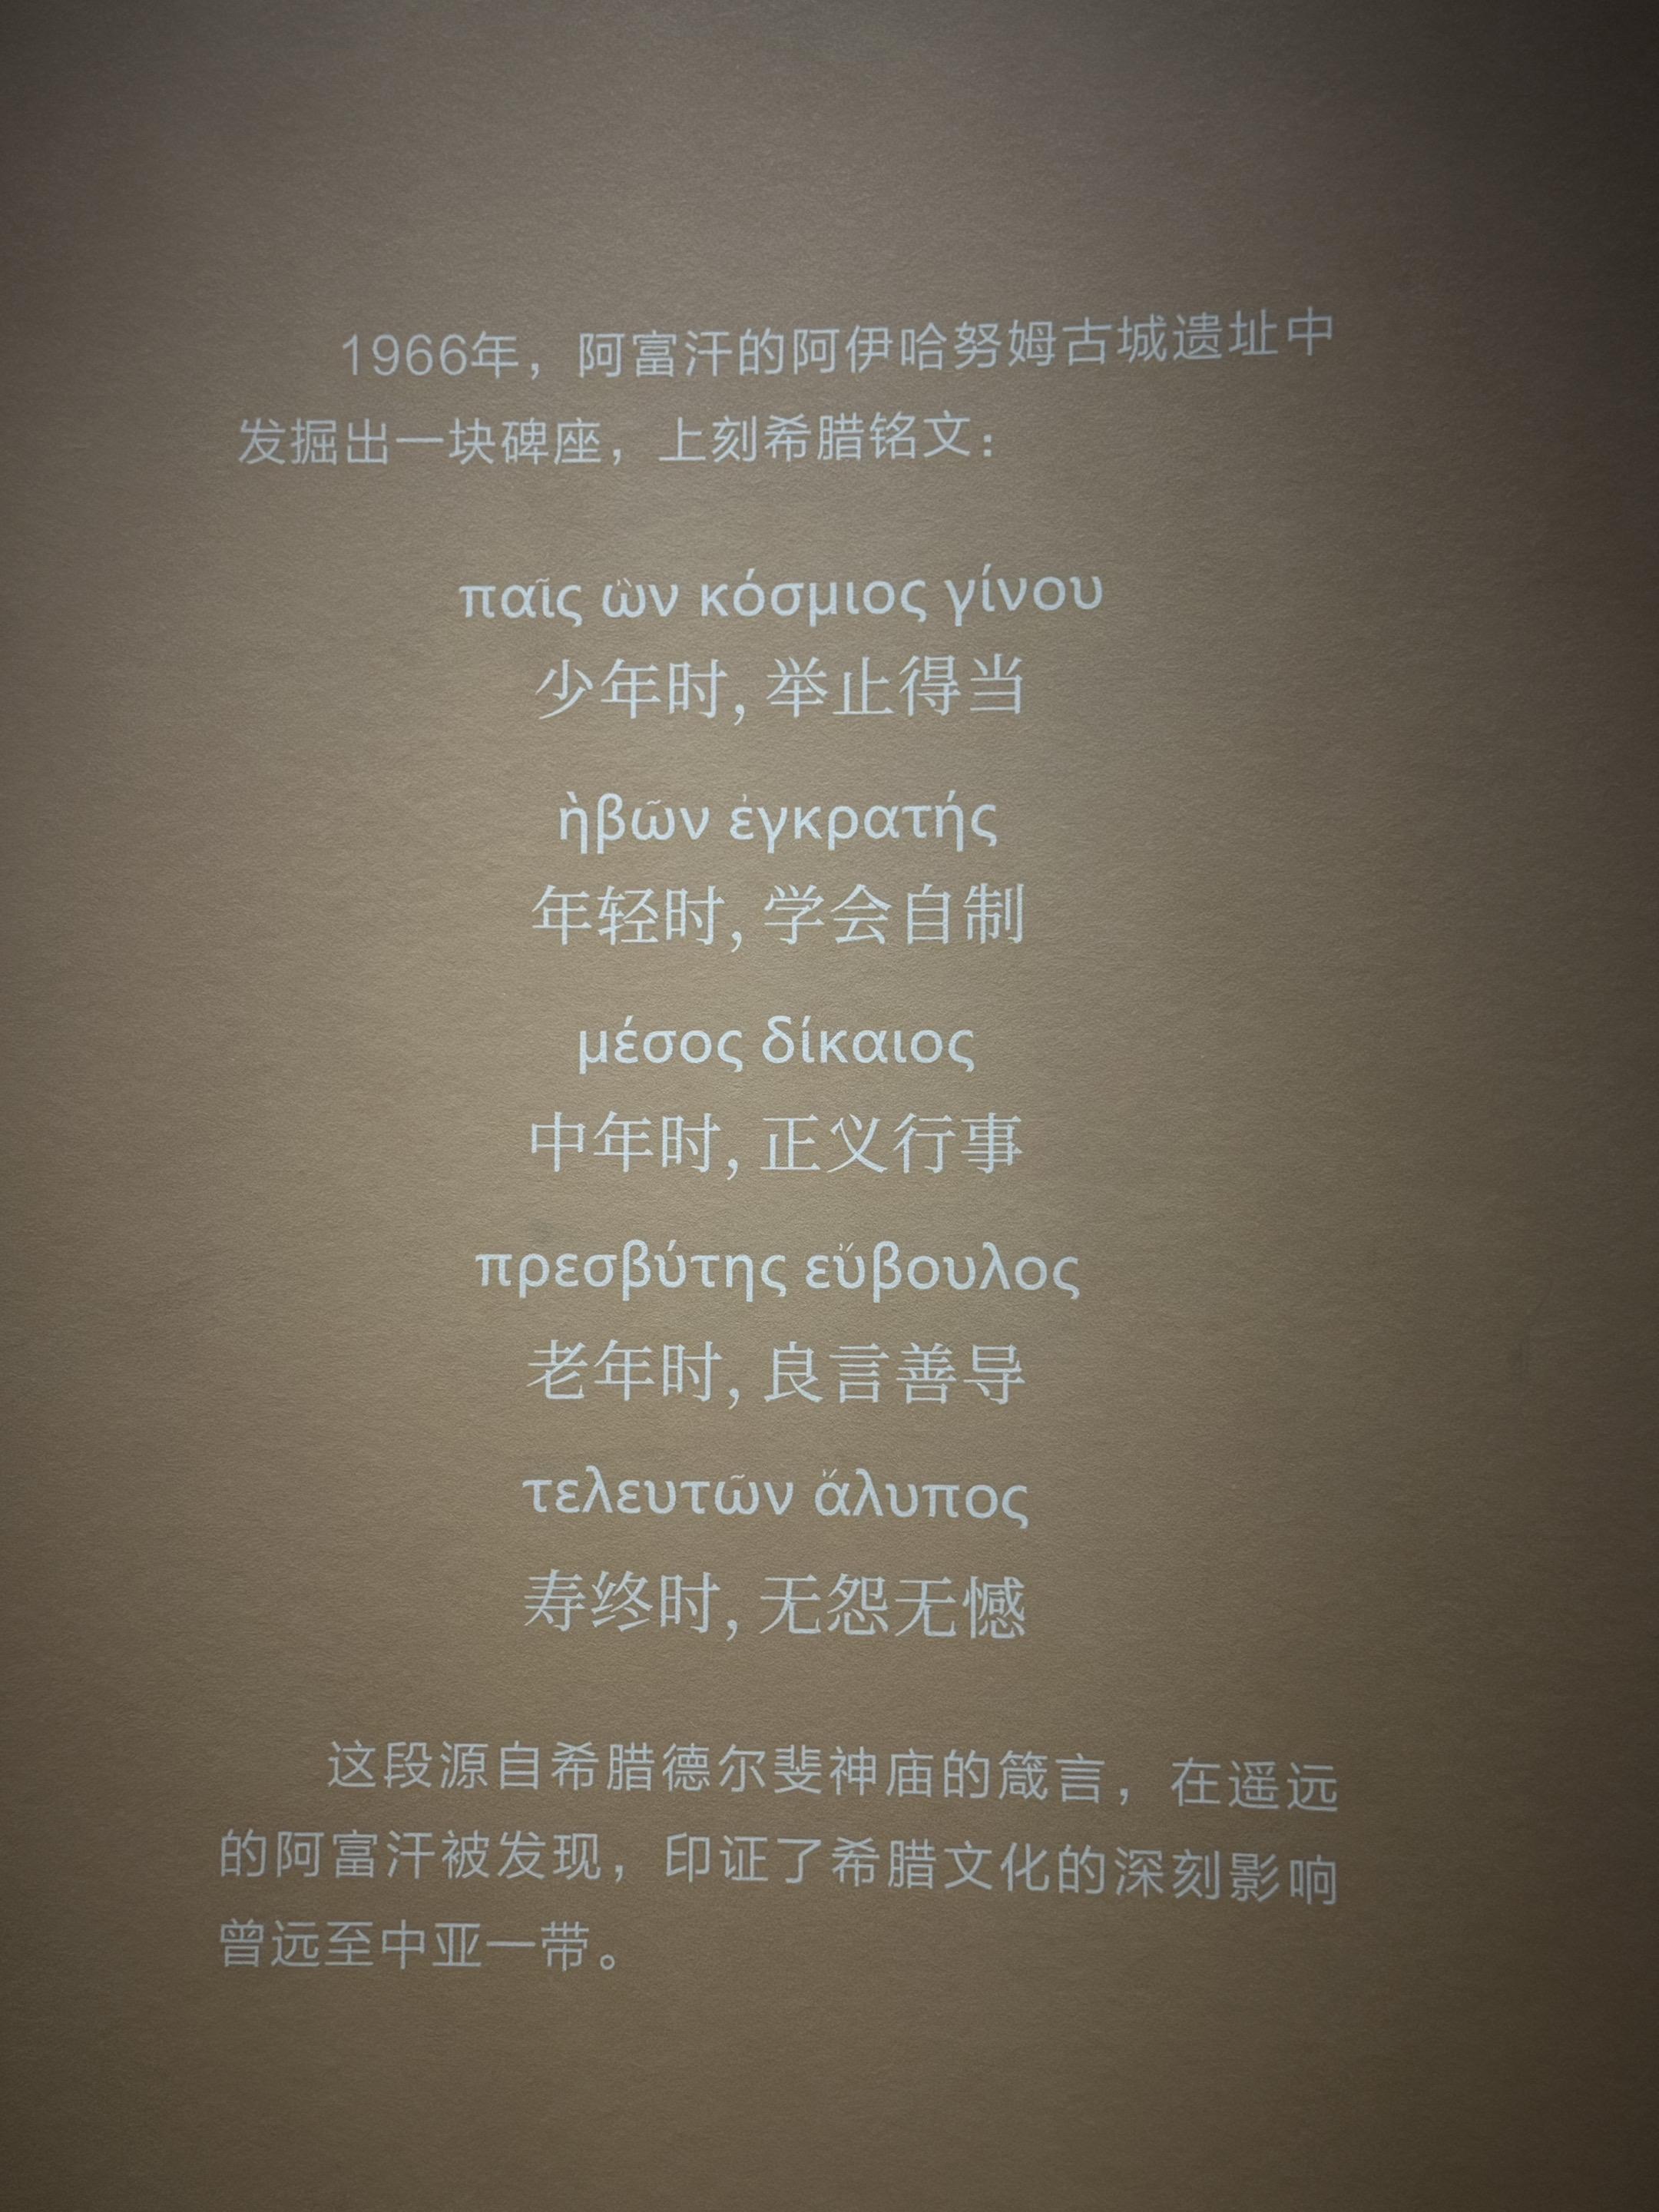 1966年，阿富汗的阿伊哈努姆古城遗址中
发掘出一块碑座，上刻希腊铭文：
παῖς ὢν κόσμιος γίνου
少年时，举止得当
ἡβῶν ἐγκρατής
年轻时，学会自制
μέσος δίκαιος
中年时，正义行事
πρεσβύτης εὔβουλος
老年时，良言善导
τελευτῶν ἄλυπος
寿终时，无怨无憾
这段源自希腊德尔斐神庙的箴言，在遥远
的阿富汗被发现，印证了希腊文化的深刻影响
曾远至中亚一带。